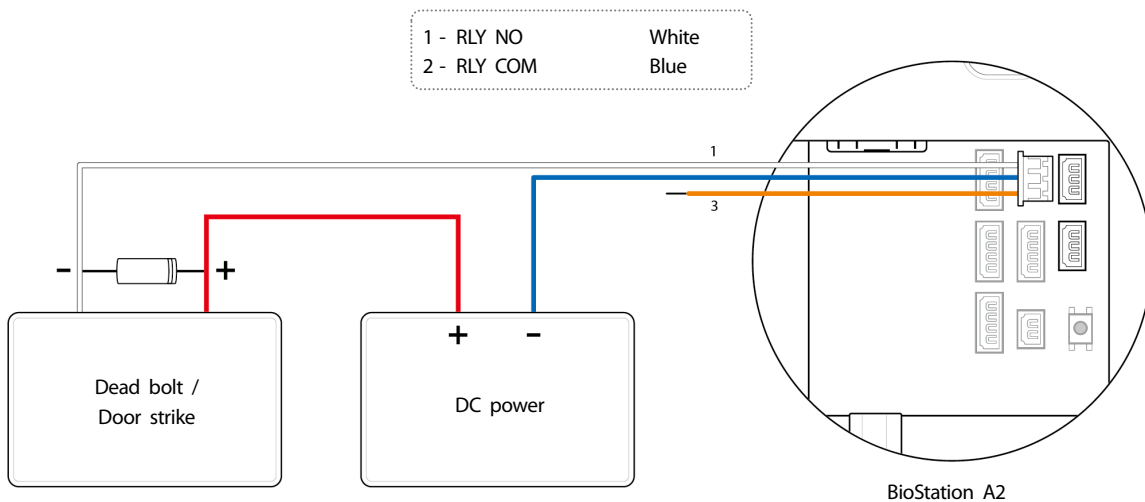 1 - RLY NO White
2 - RLY COM Blue
1
3
- +
+ -
Dead bolt /
Door strike
DC power
BioStation A2